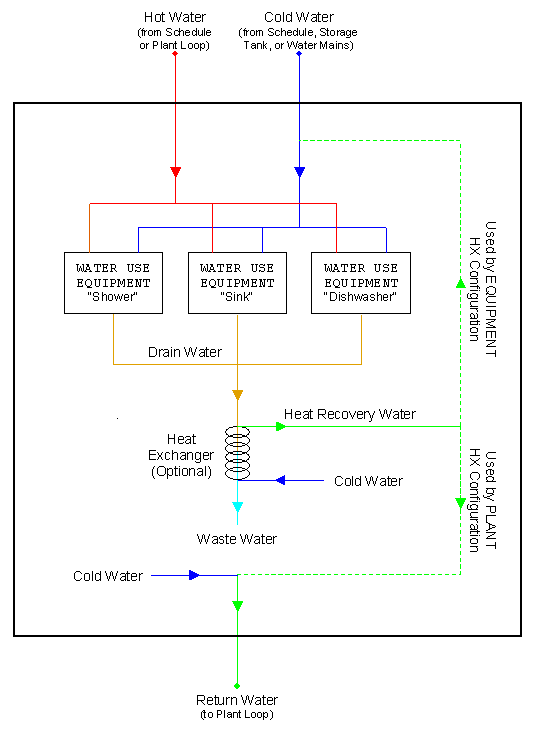 Hot Water
(from Schedule
or Plant Loop)
Cold Water
(from Schedule, Storage
Tank, or Water Mains)
Used by EQUIPMENT
HX Configuration
WATER USE
EQUIPMENT
"Shower"
WATER USE
EQUIPMENT
"Sink"
WATER USE
EQUIPMENT
"Dishwasher"
Drain Water
Heat Recovery Water
Heat
Exchanger
(Optional)
Cold Water
Used by PLANT
HX Configuration
Waste Water
Cold Water
Return Water
(to Plant Loop)